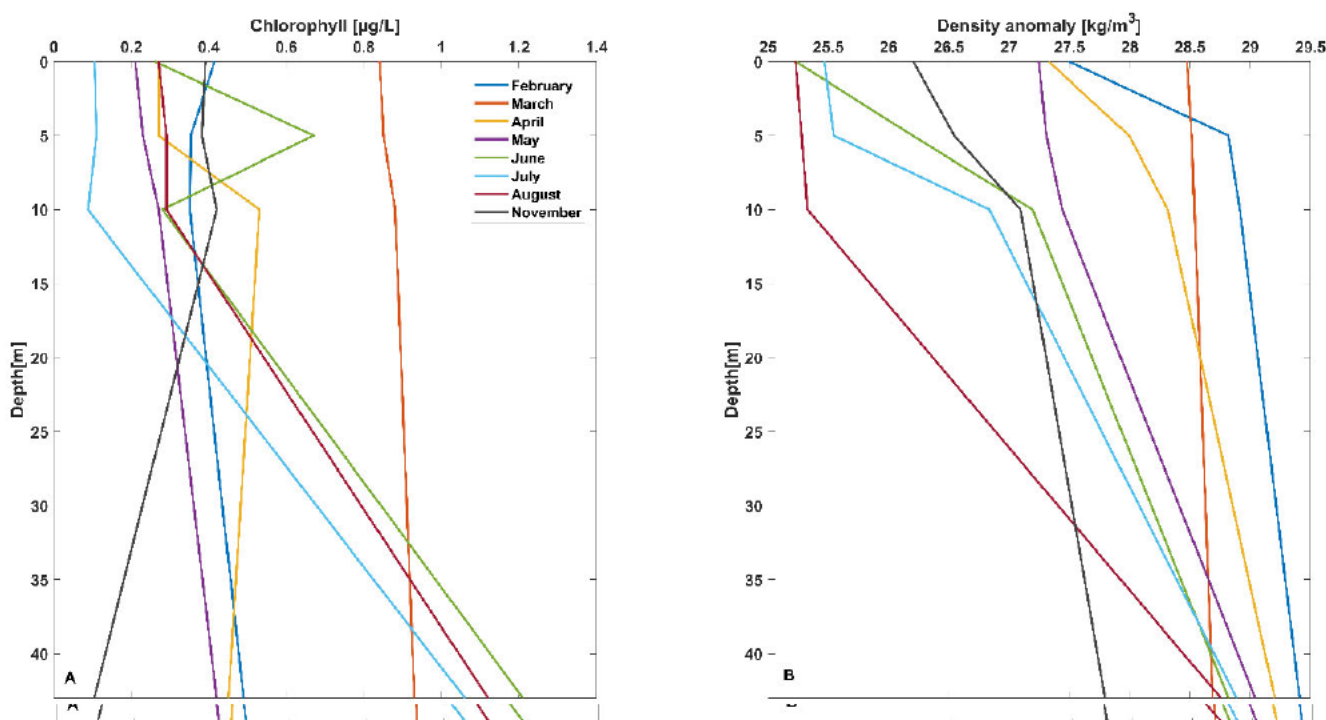 Chlorophyll [µg/L]
0 0.2 0.4 0.6 0.8 1 1.2 1.4
0
5
10
15
20
25
30
35
40
Depth[m]
February
March
April
May
June
July
August
November
A
Density anomaly [kg/m³]
25 25.5 26 26.5 27 27.5 28 28.5 29 29.5
0
5
10
15
20
25
30
35
40
Depth[m]
B